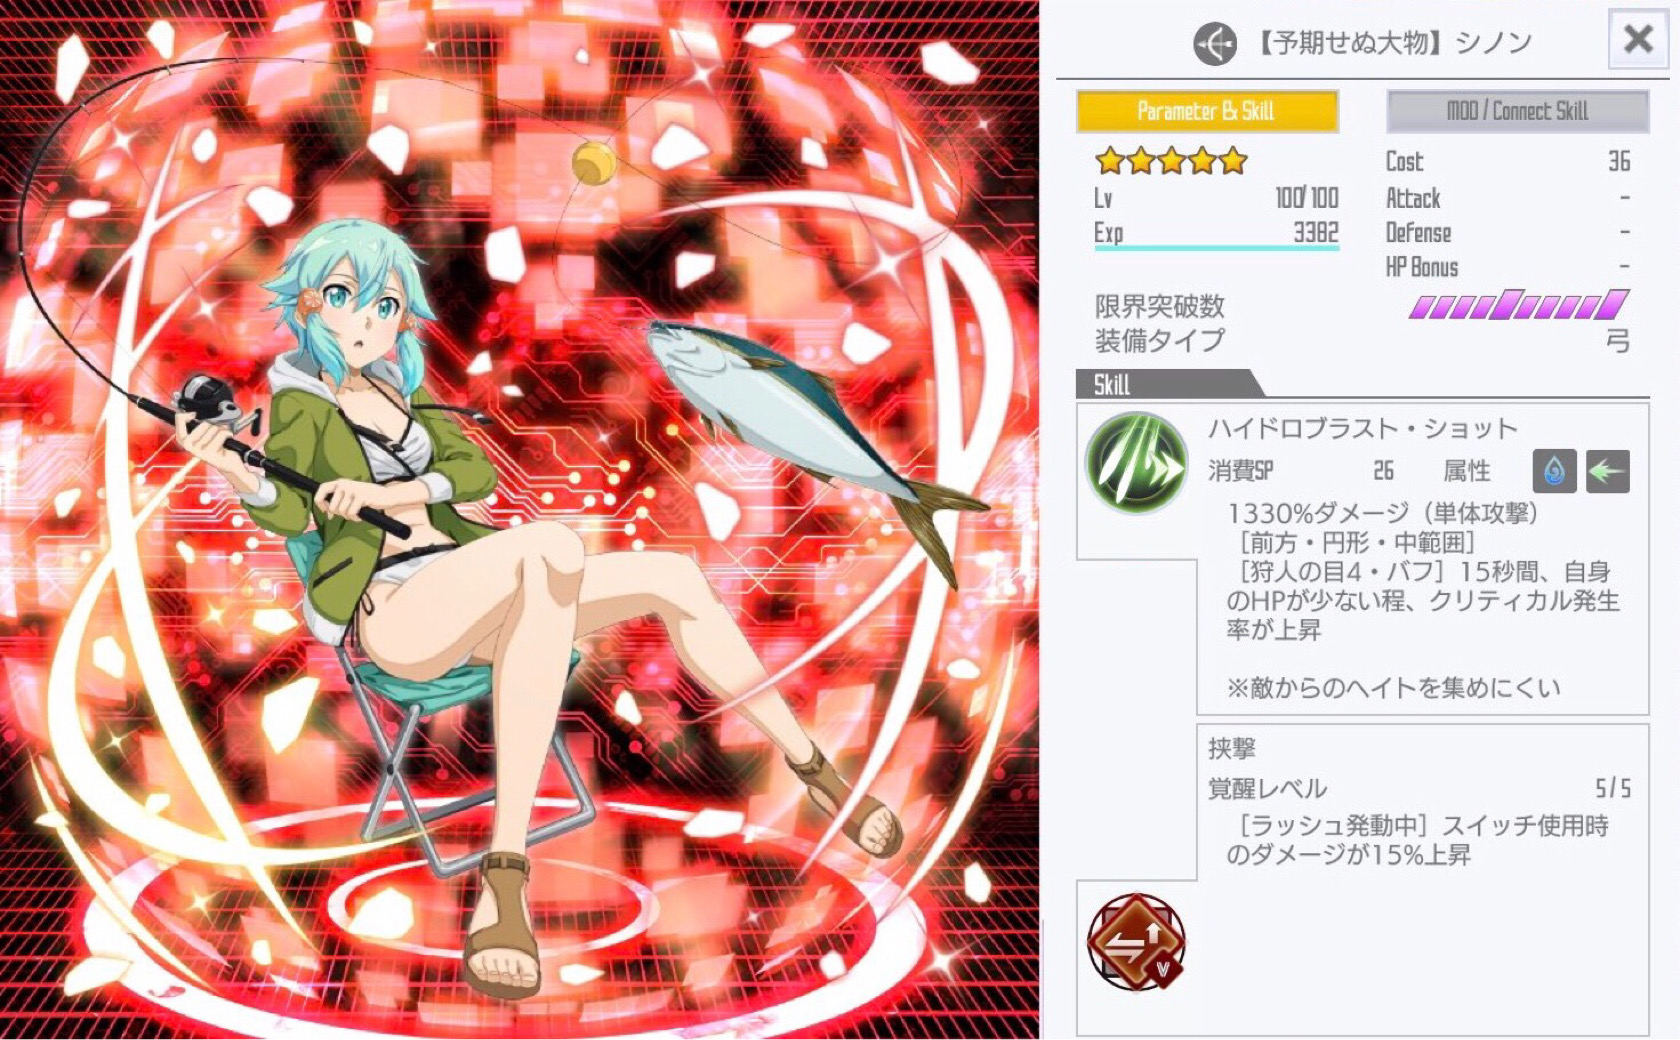 【予期せぬ大物】シノン
Parameter & Skill
MOD / Connect Skill
Lv 100/100
Exp 3382
Cost 36
Attack -
Defense -
HP Bonus -
限界突破数
装備タイプ 弓
Skill
ハイドロブラスト・ショット
消費SP 26 属性
1330%ダメージ（単体攻撃）
［前方・円形・中範囲］
［狩人の目4・バフ］15秒間、自身
のHPが少ない程、クリティカル発生
率が上昇
※敵からのヘイトを集めにくい
挟撃
覚醒レベル 5/5
［ラッシュ発動中］スイッチ使用時
のダメージが15%上昇
V